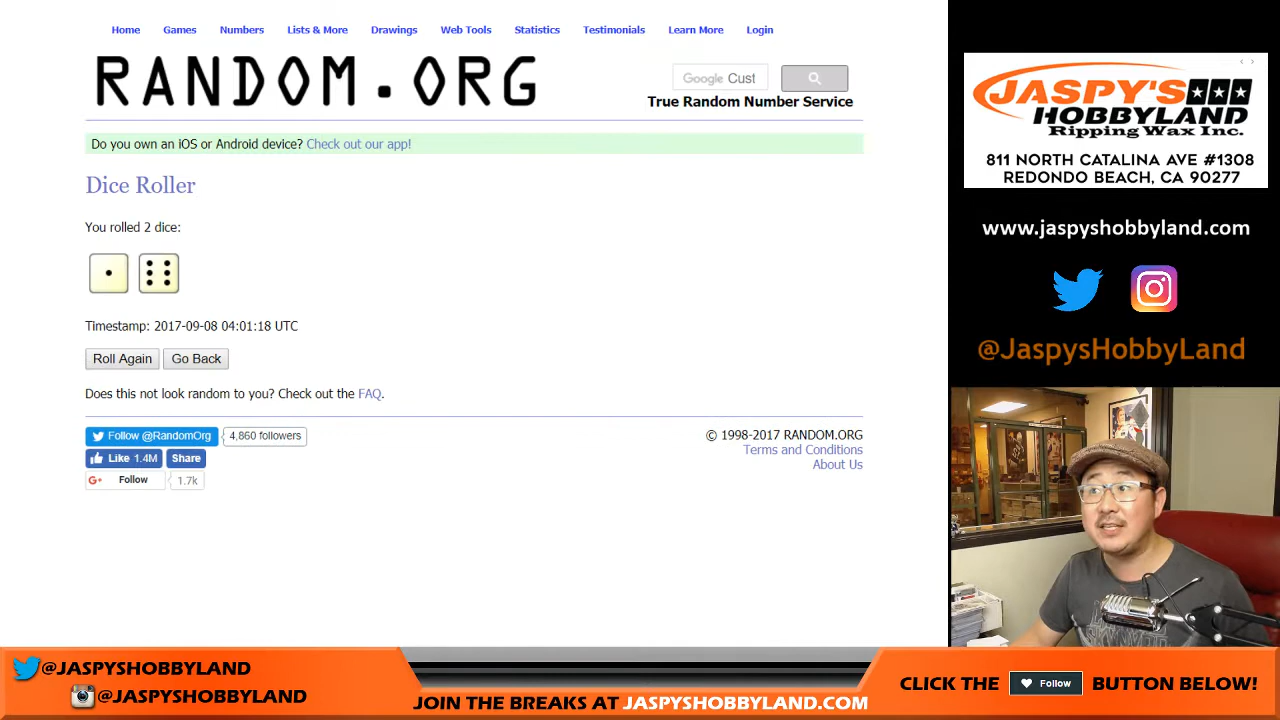 Home Games Numbers Lists & More Drawings Web Tools Statistics Testimonials Learn More Login
RANDOM.ORG
Google Cust
True Random Number Service
Do you own an iOS or Android device? Check out our app!
Dice Roller
You rolled 2 dice:
Timestamp: 2017-09-08 04:01:18 UTC
Roll Again Go Back
Does this not look random to you? Check out the FAQ.
Follow @RandomOrg 4,860 followers
Like 1.4M Share
G+ Follow 1.7k
© 1998-2017 RANDOM.ORG
Terms and Conditions
About Us
JASPY'S
HOBBYLAND
Ripping Wax Inc.
811 NORTH CATALINA AVE #1308
REDONDO BEACH, CA 90277
www.jaspyshobbyland.com
@JaspysHobbyLand
@JASPYSHOBBYLAND
@JASPYSHOBBYLAND
JOIN THE BREAKS AT JASPYSHOBBYLAND.COM
CLICK THE Follow BUTTON BELOW!